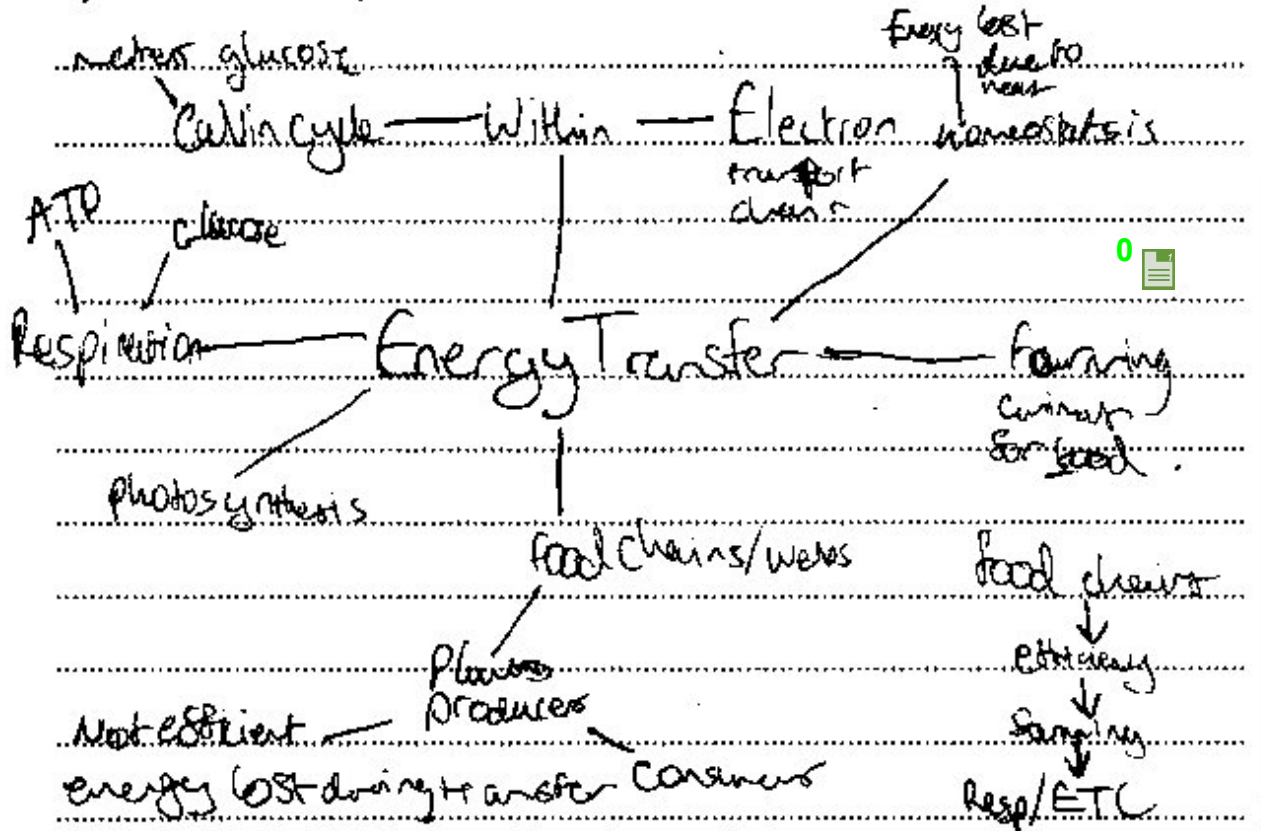 Energy lost
due to
heat
makes glucose
Calvin cycle — Within — Electron
transport
chain
homeostasis
ATP
glucose
0
Respiration — Energy Transfer — farming
animals
for food.
photosynthesis
food chains/webs
food chains
efficiency
farming
Resp/ETC
Plants
producers
Not efficient
energy lost during transfer
consumers